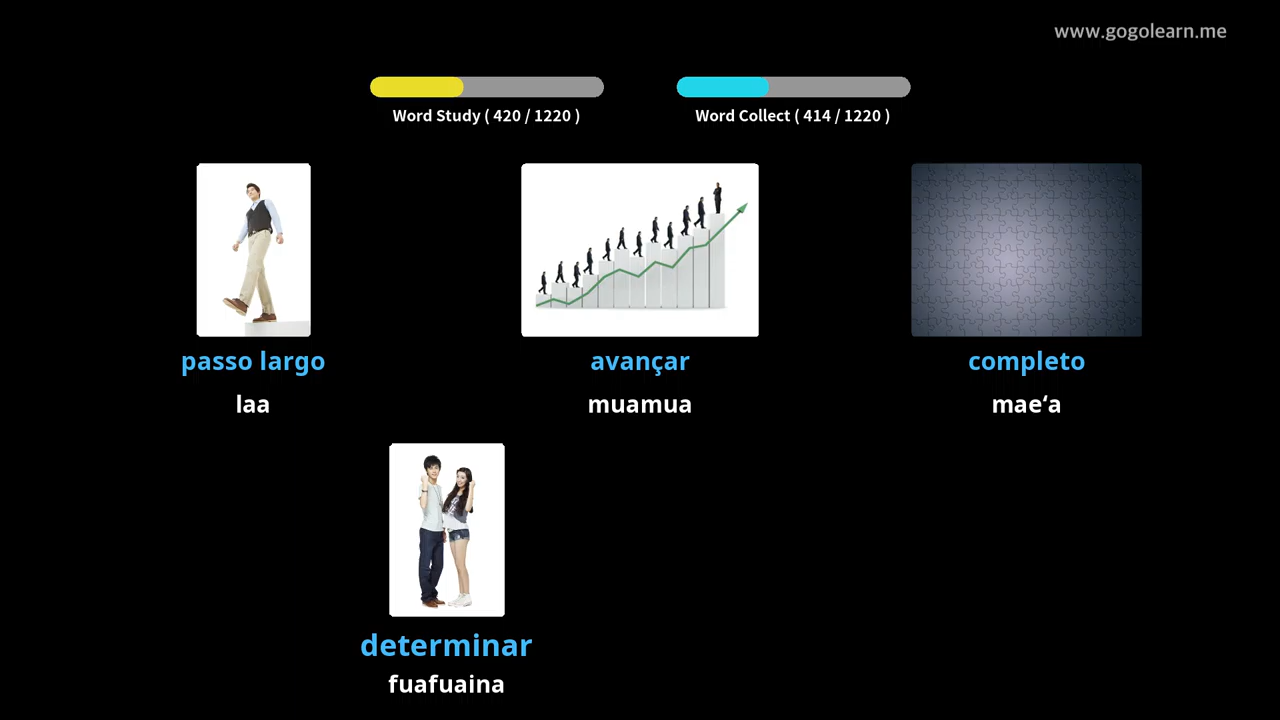 www.gogolearn.me
Word Study ( 420 / 1220 )
Word Collect ( 414 / 1220 )
passo largo
laa
avançar
muamua
completo
maeʻa
determinar
fuafuaina